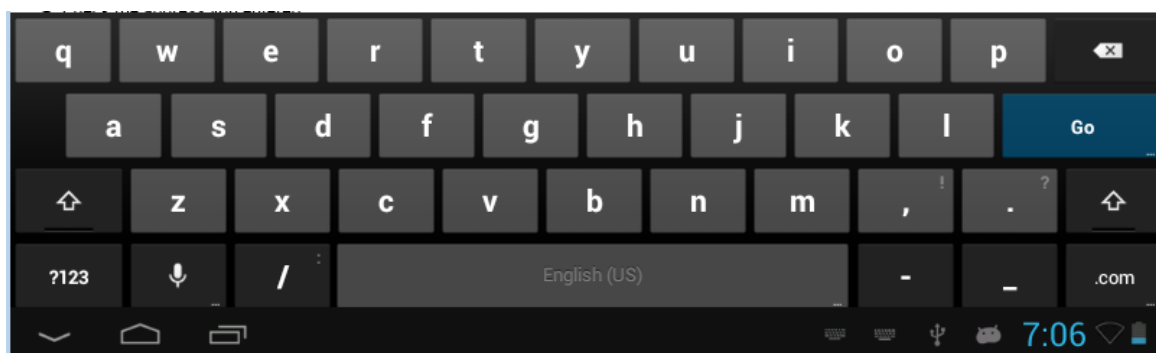 q w e r t y u i o p
a s d f g h j k l Go
z x c v b n m , ! . ?
?123 / : English (US) - _ .com
7:06